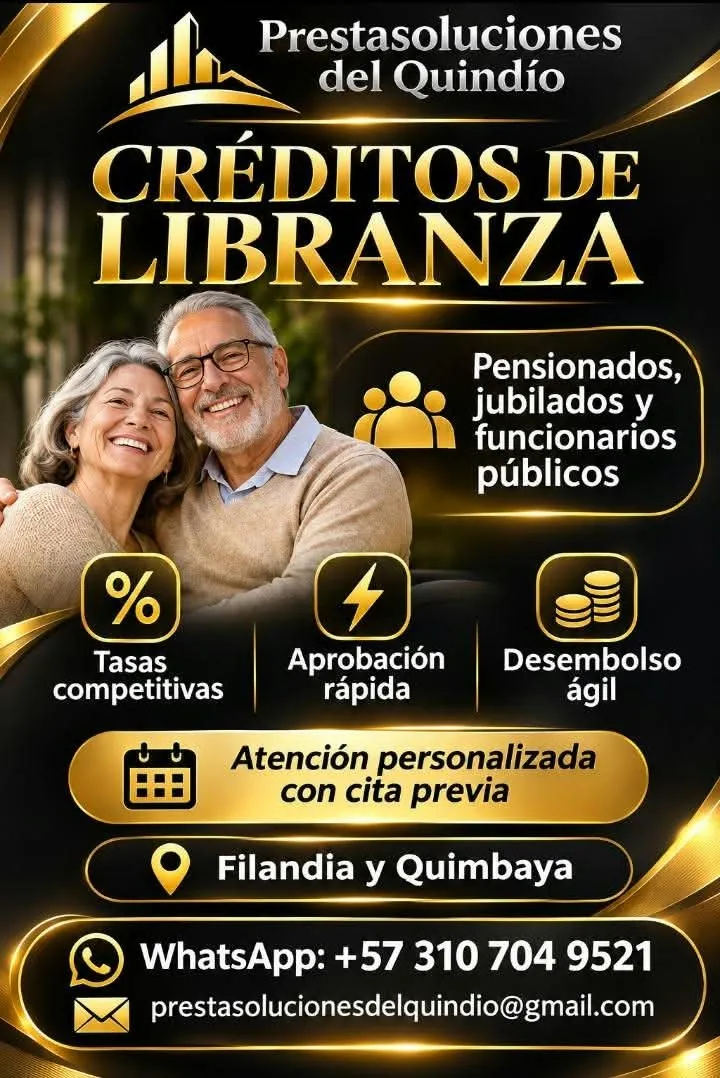 Prestasoluciones
del Quindío
CRÉDITOS DE
LIBRANZA
Pensionados,
jubilados y
funcionarios
públicos
%
Tasas
competitivas
Aprobación
rápida
Desembolso
ágil
Atención personalizada
con cita previa
Filandia y Quimbaya
WhatsApp: +57 310 704 9521
prestasolucionesdelquindio@gmail.com